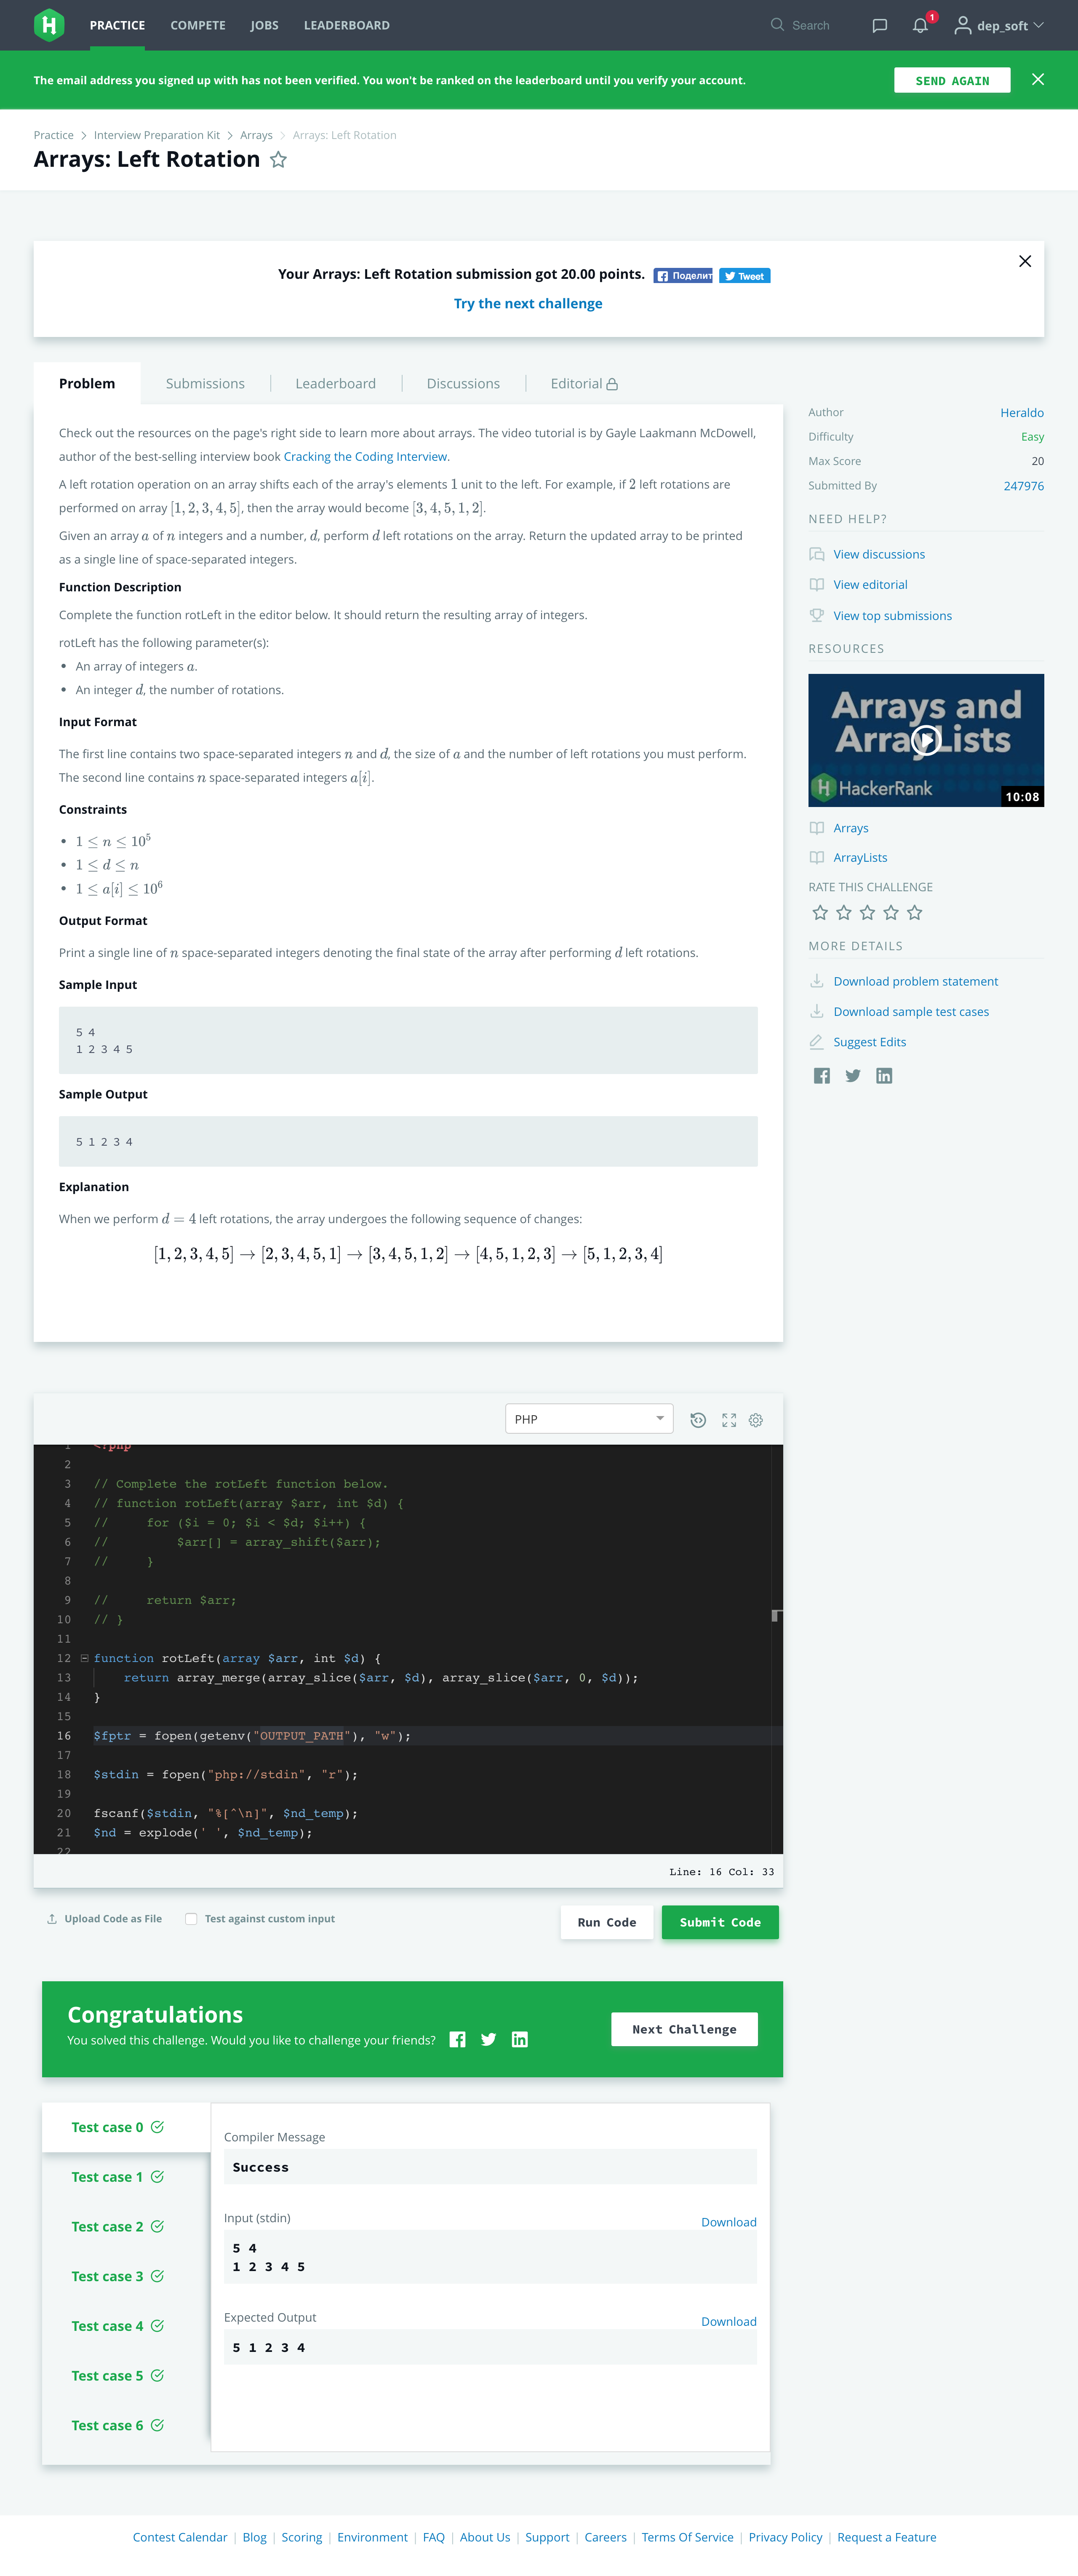 PRACTICE COMPETE JOBS LEADERBOARD Search 1 dep_soft
The email address you signed up with has not been verified. You won't be ranked on the leaderboard until you verify your account. SEND AGAIN
Practice > Interview Preparation Kit > Arrays > Arrays: Left Rotation
Arrays: Left Rotation
Your Arrays: Left Rotation submission got 20.00 points. Tweet
Try the next challenge
Problem Submissions Leaderboard Discussions Editorial
Check out the resources on the page's right side to learn more about arrays. The video tutorial is by Gayle Laakmann McDowell,
author of the best-selling interview book Cracking the Coding Interview.
A left rotation operation on an array shifts each of the array's elements 1 unit to the left. For example, if 2 left rotations are
performed on array [1, 2, 3, 4, 5], then the array would become [3, 4, 5, 1, 2].
Given an array a of n integers and a number, d, perform d left rotations on the array. Return the updated array to be printed
as a single line of space-separated integers.
Function Description
Complete the function rotLeft in the editor below. It should return the resulting array of integers.
rotLeft has the following parameter(s):
• An array of integers a.
• An integer d, the number of rotations.
Input Format
The first line contains two space-separated integers n and d, the size of a and the number of left rotations you must perform.
The second line contains n space-separated integers a[i].
Constraints
• 1 ≤ n ≤ 10⁵
• 1 ≤ d ≤ n
• 1 ≤ a[i] ≤ 10⁶
Output Format
Print a single line of n space-separated integers denoting the final state of the array after performing d left rotations.
Sample Input
5 4
1 2 3 4 5
Sample Output
5 1 2 3 4
Explanation
When we perform d = 4 left rotations, the array undergoes the following sequence of changes:
[1, 2, 3, 4, 5] → [2, 3, 4, 5, 1] → [3, 4, 5, 1, 2] → [4, 5, 1, 2, 3] → [5, 1, 2, 3, 4]
Author Heraldo
Difficulty Easy
Max Score 20
Submitted By 247976
NEED HELP?
View discussions
View editorial
View top submissions
RESOURCES
Arrays and
ArrayLists
HackerRank
10:08
Arrays
ArrayLists
RATE THIS CHALLENGE
MORE DETAILS
Download problem statement
Download sample test cases
Suggest Edits
PHP
1 <?php
2
3 // Complete the rotLeft function below.
4 // function rotLeft(array $arr, int $d) {
5 //     for ($i = 0; $i < $d; $i++) {
6 //         $arr[] = array_shift($arr);
7 //     }
8
9 //     return $arr;
10 // }
11
12 function rotLeft(array $arr, int $d) {
13     return array_merge(array_slice($arr, $d), array_slice($arr, 0, $d));
14 }
15
16 $fptr = fopen(getenv("OUTPUT_PATH"), "w");
17
18 $stdin = fopen("php://stdin", "r");
19
20 fscanf($stdin, "%[^\n]", $nd_temp);
21 $nd = explode(' ', $nd_temp);
22
Line: 16 Col: 33
Upload Code as File Test against custom input Run Code Submit Code
Congratulations
You solved this challenge. Would you like to challenge your friends?
Next Challenge
Test case 0
Test case 1
Test case 2
Test case 3
Test case 4
Test case 5
Test case 6
Compiler Message
Success
Input (stdin) Download
5 4
1 2 3 4 5
Expected Output Download
5 1 2 3 4
Contest Calendar | Blog | Scoring | Environment | FAQ | About Us | Support | Careers | Terms Of Service | Privacy Policy | Request a Feature